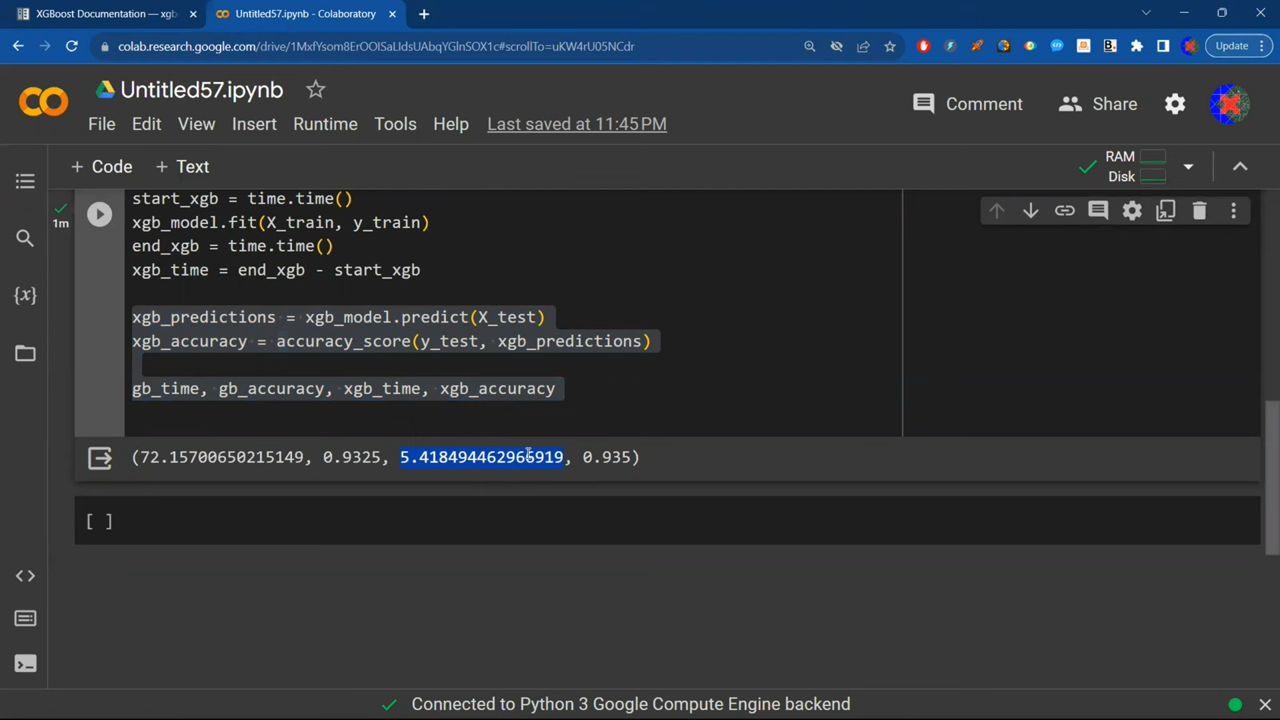 XGBoost Documentation — xgb
Untitled57.ipynb - Colaboratory
colab.research.google.com/drive/1MxfYsom8ErOOlSaLIdsUAbqYGlnSOX1c#scrollTo=uKW4rU05NCdr
Update
Untitled57.ipynb
Comment
Share
File Edit View Insert Runtime Tools Help Last saved at 11:45 PM
+ Code + Text
RAM
Disk
1m
start_xgb = time.time()
xgb_model.fit(X_train, y_train)
end_xgb = time.time()
xgb_time = end_xgb - start_xgb
xgb_predictions = xgb_model.predict(X_test)
xgb_accuracy = accuracy_score(y_test, xgb_predictions)
gb_time, gb_accuracy, xgb_time, xgb_accuracy
(72.15700650215149, 0.9325, 5.418494462966919, 0.935)
[ ]
Connected to Python 3 Google Compute Engine backend